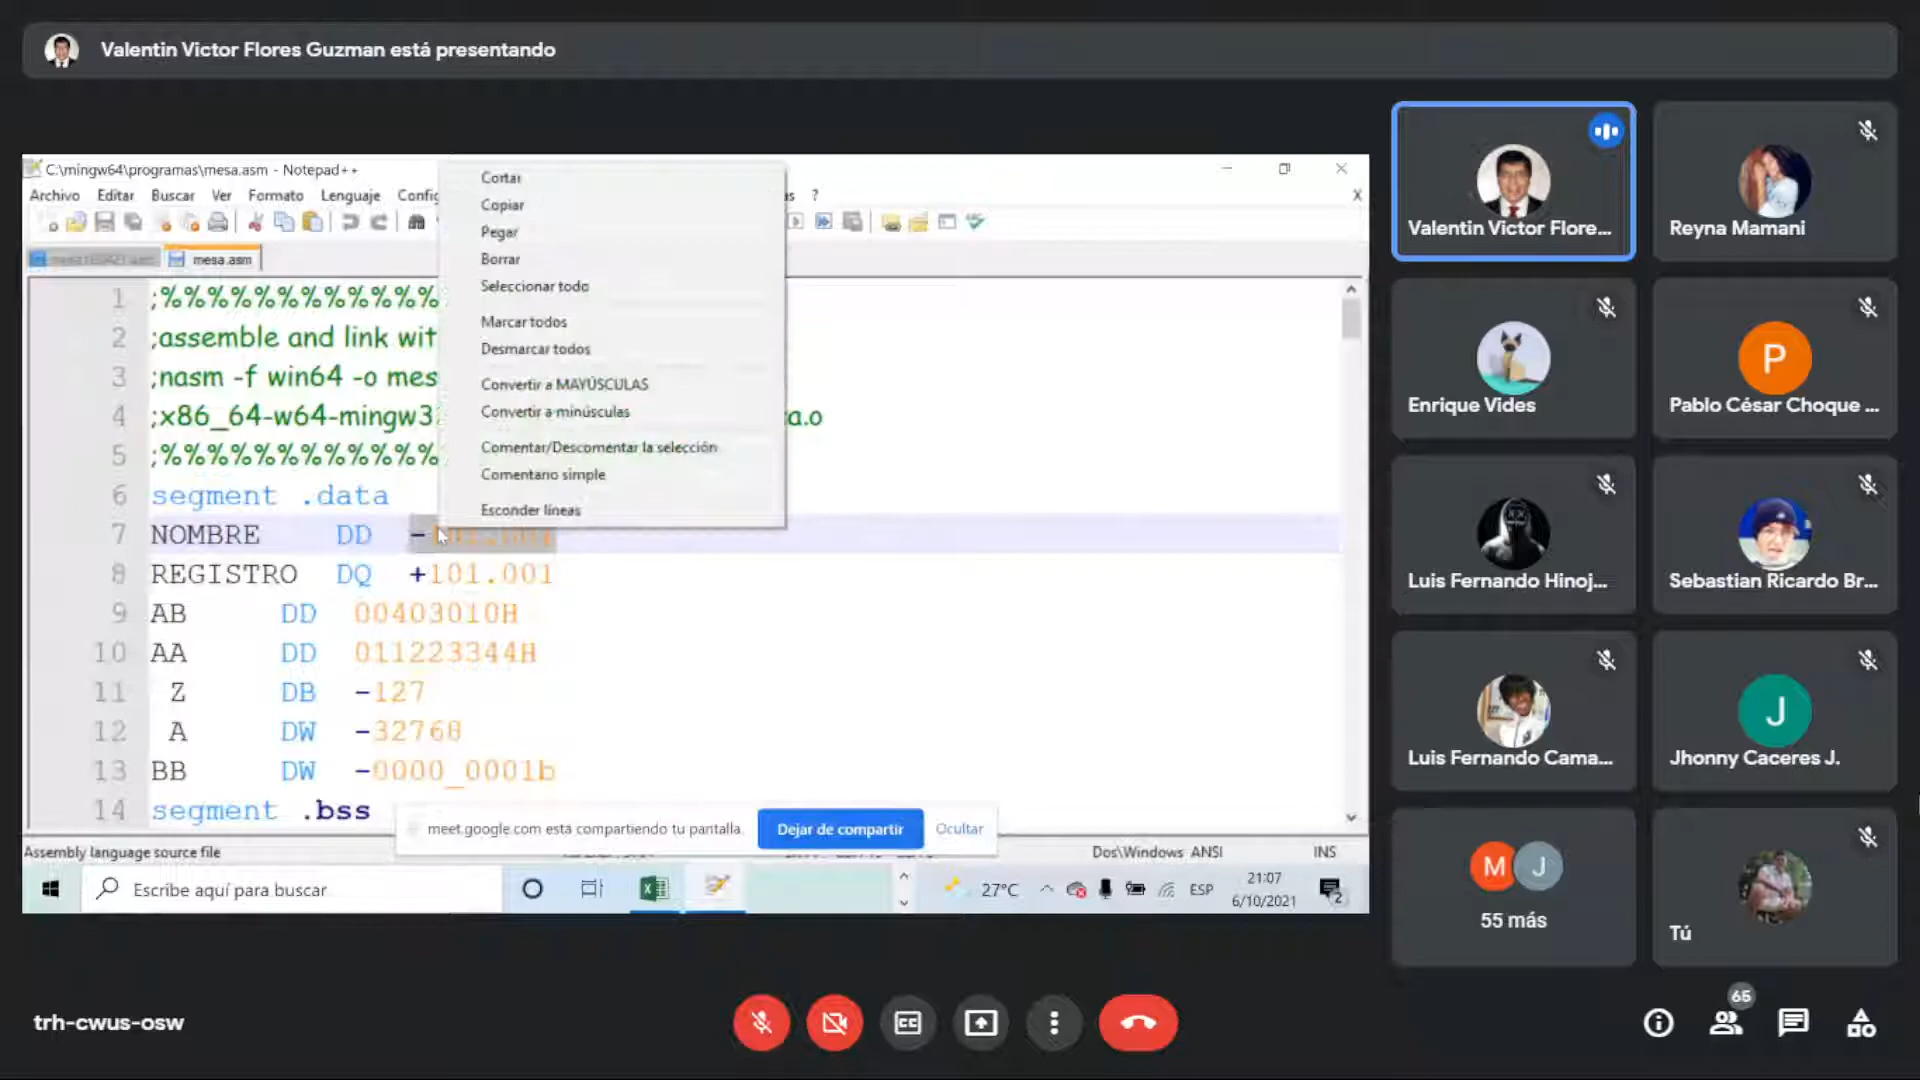 Valentin Victor Flores Guzman está presentando
C:\mingw64\programas\mesa.asm - Notepad++
Archivo Editar Buscar Ver Formato Lenguaje Config as ?
X
mesa.asm
Cortar
Copiar
Pegar
Borrar
Seleccionar todo
Marcar todos
Desmarcar todos
Convertir a MAYÚSCULAS
Convertir a minúsculas
Comentar/Descomentar la selección
Comentario simple
Esconder líneas
1 ;%%%%%%%%%%%%
2 ;assemble and link wit
3 ;nasm -f win64 -o mes
4 ;x86_64-w64-mingw3 a.o
5 ;%%%%%%%%%%%%
6 segment .data
7 NOMBRE DD -101.001
8 REGISTRO DQ +101.001
9 AB DD 00403010H
10 AA DD 011223344H
11 Z DB -127
12 A DW -32768
13 BB DW -0000_0001b
14 segment .bss
meet.google.com está compartiendo tu pantalla. Dejar de compartir Ocultar
Assembly language source file Dos\Windows ANSI INS
Escribe aquí para buscar 27°C ESP 21:07
6/10/2021 2
Valentin Victor Flore...
Reyna Mamani
Enrique Vides
P
Pablo César Choque ...
Luis Fernando Hinoj...
Sebastian Ricardo Br...
Luis Fernando Cama...
J
Jhonny Caceres J.
M J
55 más
Tú
trh-cwus-osw
CC
65